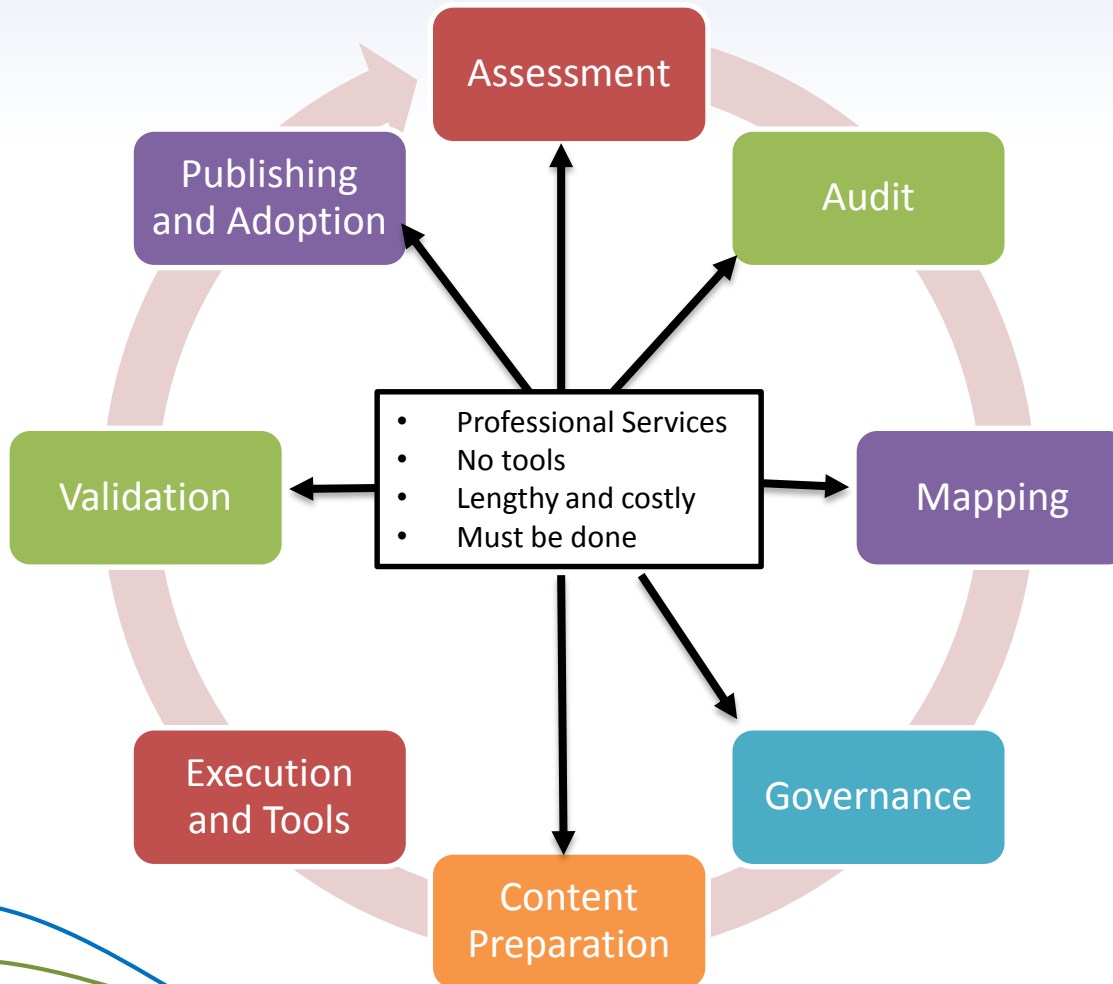 Assessment
Publishing
and Adoption
Audit
• Professional Services
• No tools
• Lengthy and costly
• Must be done
Validation
Mapping
Execution
and Tools
Governance
Content
Preparation